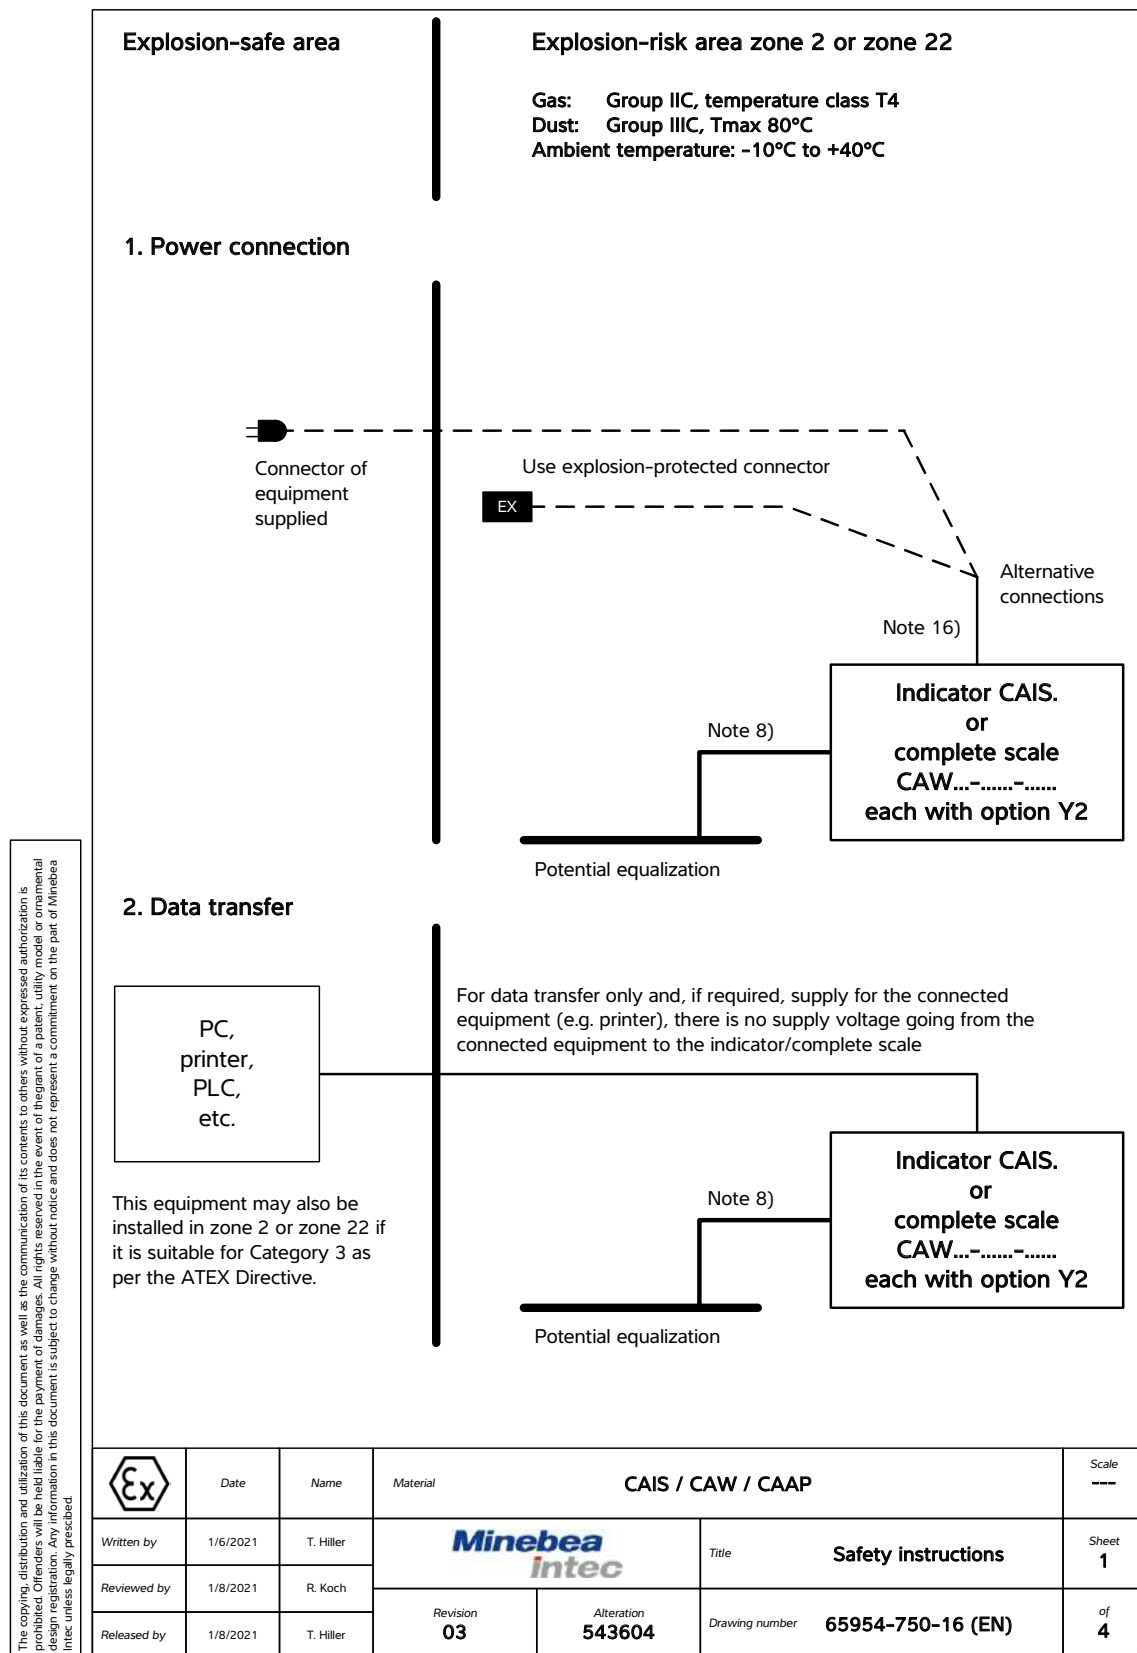 Explosion-safe area
Explosion-risk area zone 2 or zone 22
Gas: Group IIC, temperature class T4
Dust: Group IIIC, Tmax 80°C
Ambient temperature: -10°C to +40°C
1. Power connection
Connector of
equipment
supplied
Use explosion-protected connector
EX
Alternative
connections
Note 16)
Indicator CAIS.
or
complete scale
CAW...-......-......
each with option Y2
Note 8)
Potential equalization
2. Data transfer
PC,
printer,
PLC,
etc.
For data transfer only and, if required, supply for the connected
equipment (e.g. printer), there is no supply voltage going from the
connected equipment to the indicator/complete scale
This equipment may also be
installed in zone 2 or zone 22 if
it is suitable for Category 3 as
per the ATEX Directive.
Note 8)
Indicator CAIS.
or
complete scale
CAW...-......-......
each with option Y2
Potential equalization
The copying, distribution and utilization of this document as well as the communication of its contents to others without expressed authorization is
prohibited. Offenders will be held liable for the payment of damages. All rights reserved in the event of thegrant of a patent, utility model or ornamental
design registration. Any information in this document is subject to change without notice and does not represent a commitment on the part of Minebea
Intec unless legally prescibed.
Ex
Date
Name
Material
CAIS / CAW / CAAP
Scale
---
Written by
1/6/2021
T. Hiller
Minebea
intec
Title
Safety instructions
Sheet
1
Reviewed by
1/8/2021
R. Koch
Released by
1/8/2021
T. Hiller
Revision
03
Alteration
543604
Drawing number
65954-750-16 (EN)
of
4